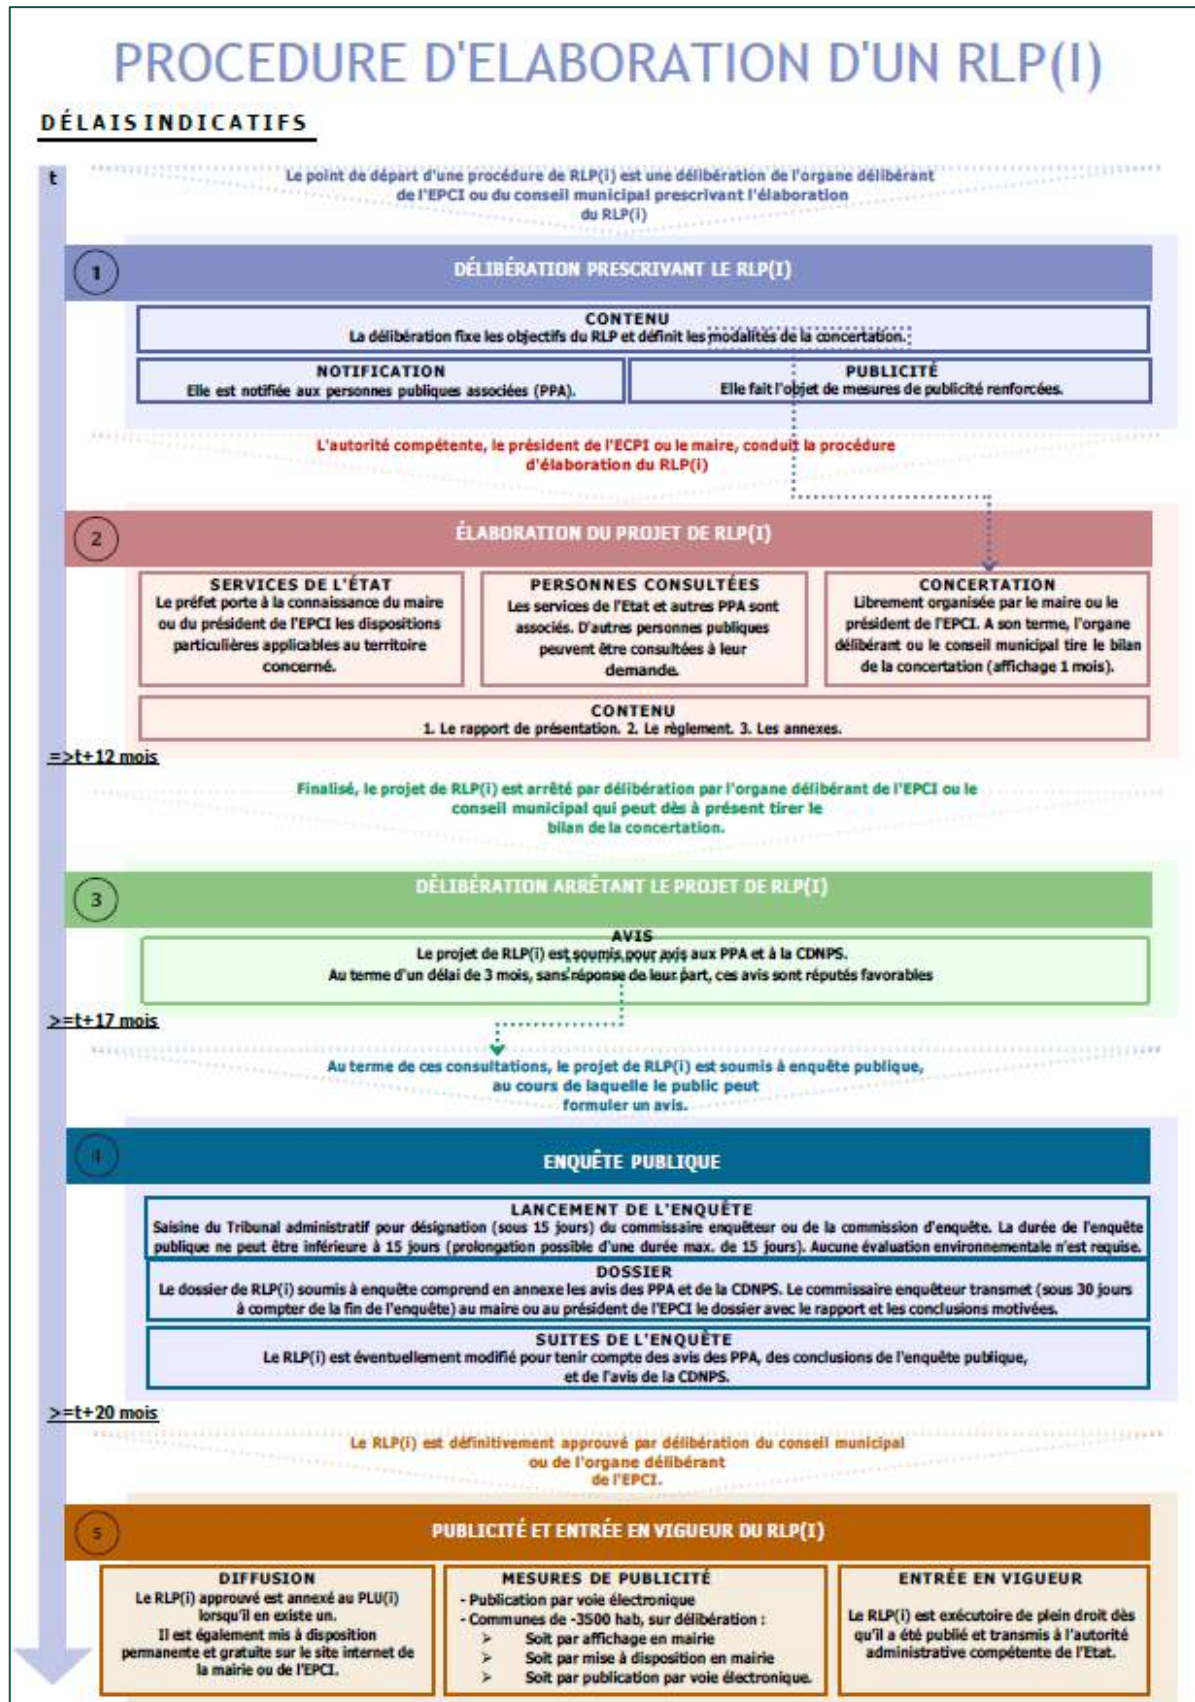 PROCEDURE D'ELABORATION D'UN RLP(I)
DÉLAIS INDICATIFS
t
Le point de départ d'une procédure de RLP(i) est une délibération de l'organe délibérant
de l'EPCI ou du conseil municipal prescrivant l'élaboration
du RLP(i)
1
DÉLIBÉRATION PRESCRIVANT LE RLP(I)
CONTENU
La délibération fixe les objectifs du RLP et définit les modalités de la concertation.
NOTIFICATION
Elle est notifiée aux personnes publiques associées (PPA).
PUBLICITÉ
Elle fait l'objet de mesures de publicité renforcées.
L'autorité compétente, le président de l'ECPI ou le maire, conduit la procédure
d'élaboration du RLP(i)
2
ÉLABORATION DU PROJET DE RLP(I)
SERVICES DE L'ÉTAT
Le préfet porte à la connaissance du maire
ou du président de l'EPCI les dispositions
particulières applicables au territoire
concerné.
PERSONNES CONSULTÉES
Les services de l'Etat et autres PPA sont
associés. D'autres personnes publiques
peuvent être consultées à leur
demande.
CONCERTATION
Librement organisée par le maire ou le
président de l'EPCI. A son terme, l'organe
délibérant ou le conseil municipal tire le bilan
de la concertation (affichage 1 mois).
CONTENU
1. Le rapport de présentation. 2. Le règlement. 3. Les annexes.
=>t+12 mois
Finalisé, le projet de RLP(i) est arrêté par délibération par l'organe délibérant de l'EPCI ou le
conseil municipal qui peut dès à présent tirer le
bilan de la concertation.
3
DÉLIBÉRATION ARRÊTANT LE PROJET DE RLP(I)
AVIS
Le projet de RLP(i) est soumis pour avis aux PPA et à la CDNPS.
Au terme d'un délai de 3 mois, sans réponse de leur part, ces avis sont réputés favorables
>=t+17 mois
Au terme de ces consultations, le projet de RLP(i) est soumis à enquête publique,
au cours de laquelle le public peut
formuler un avis.
4
ENQUÊTE PUBLIQUE
LANCEMENT DE L'ENQUÊTE
Saisine du Tribunal administratif pour désignation (sous 15 jours) du commissaire enquêteur ou de la commission d'enquête. La durée de l'enquête
publique ne peut être inférieure à 15 jours (prolongation possible d'une durée max. de 15 jours). Aucune évaluation environnementale n'est requise.
DOSSIER
Le dossier de RLP(i) soumis à enquête comprend en annexe les avis des PPA et de la CDNPS. Le commissaire enquêteur transmet (sous 30 jours
à compter de la fin de l'enquête) au maire ou au président de l'EPCI le dossier avec le rapport et les conclusions motivées.
SUITES DE L'ENQUÊTE
Le RLP(i) est éventuellement modifié pour tenir compte des avis des PPA, des conclusions de l'enquête publique,
et de l'avis de la CDNPS.
>=t+20 mois
Le RLP(i) est définitivement approuvé par délibération du conseil municipal
ou de l'organe délibérant
de l'EPCI.
5
PUBLICITÉ ET ENTRÉE EN VIGUEUR DU RLP(I)
DIFFUSION
Le RLP(i) approuvé est annexé au PLU(i)
lorsqu'il en existe un.
Il est également mis à disposition
permanente et gratuite sur le site internet de
la mairie ou de l'EPCI.
MESURES DE PUBLICITÉ
- Publication par voie électronique
- Communes de -3500 hab, sur délibération :
➢ Soit par affichage en mairie
➢ Soit par mise à disposition en mairie
➢ Soit par publication par voie électronique.
ENTRÉE EN VIGUEUR
Le RLP(i) est exécutoire de plein droit dès
qu'il a été publié et transmis à l'autorité
administrative compétente de l'Etat.